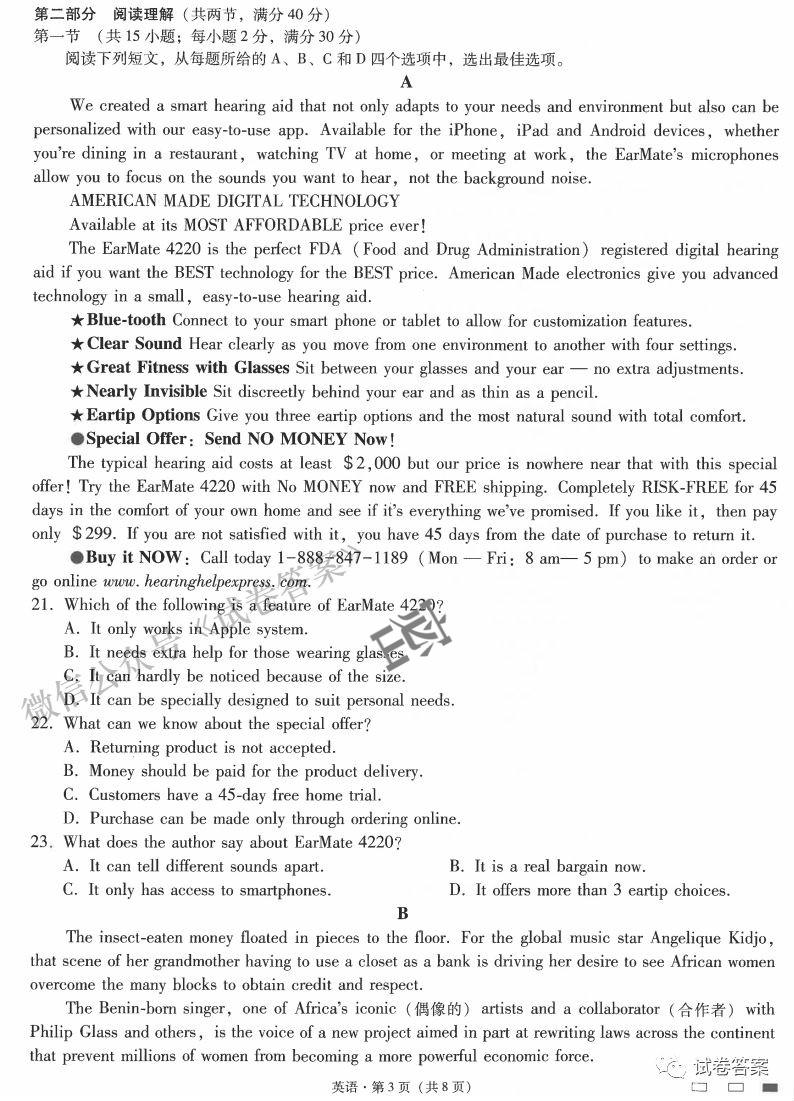 第二部分 阅读理解（共两节，满分 40 分）
第一节 （共 15 小题；每小题 2 分，满分 30 分）
阅读下列短文，从每题所给的 A、B、C 和 D 四个选项中，选出最佳选项。
A
We created a smart hearing aid that not only adapts to your needs and environment but also can be
personalized with our easy-to-use app. Available for the iPhone, iPad and Android devices, whether
you're dining in a restaurant, watching TV at home, or meeting at work, the EarMate's microphones
allow you to focus on the sounds you want to hear, not the background noise.
AMERICAN MADE DIGITAL TECHNOLOGY
Available at its MOST AFFORDABLE price ever!
The EarMate 4220 is the perfect FDA (Food and Drug Administration) registered digital hearing
aid if you want the BEST technology for the BEST price. American Made electronics give you advanced
technology in a small, easy-to-use hearing aid.
★Blue-tooth Connect to your smart phone or tablet to allow for customization features.
★Clear Sound Hear clearly as you move from one environment to another with four settings.
★Great Fitness with Glasses Sit between your glasses and your ear — no extra adjustments.
★Nearly Invisible Sit discreetly behind your ear and as thin as a pencil.
★Eartip Options Give you three eartip options and the most natural sound with total comfort.
●Special Offer: Send NO MONEY Now!
The typical hearing aid costs at least $2,000 but our price is nowhere near that with this special
offer! Try the EarMate 4220 with No MONEY now and FREE shipping. Completely RISK-FREE for 45
days in the comfort of your own home and see if it's everything we've promised. If you like it, then pay
only $299. If you are not satisfied with it, you have 45 days from the date of purchase to return it.
●Buy it NOW: Call today 1-888-847-1189 (Mon — Fri: 8 am— 5 pm) to make an order or
go online www.hearinghelpexpress.com.
21. Which of the following is a feature of EarMate 4220?
A. It only works in Apple system.
B. It needs extra help for those wearing glasses.
C. It can hardly be noticed because of the size.
D. It can be specially designed to suit personal needs.
22. What can we know about the special offer?
A. Returning product is not accepted.
B. Money should be paid for the product delivery.
C. Customers have a 45-day free home trial.
D. Purchase can be made only through ordering online.
23. What does the author say about EarMate 4220?
A. It can tell different sounds apart. B. It is a real bargain now.
C. It only has access to smartphones. D. It offers more than 3 eartip choices.
B
The insect-eaten money floated in pieces to the floor. For the global music star Angelique Kidjo,
that scene of her grandmother having to use a closet as a bank is driving her desire to see African women
overcome the many blocks to obtain credit and respect.
The Benin-born singer, one of Africa's iconic (偶像的) artists and a collaborator (合作者) with
Philip Glass and others, is the voice of a new project aimed in part at rewriting laws across the continent
that prevent millions of women from becoming a more powerful economic force.
英语·第 3 页（共 8 页）
微信公众号《试卷答案》
试卷答案